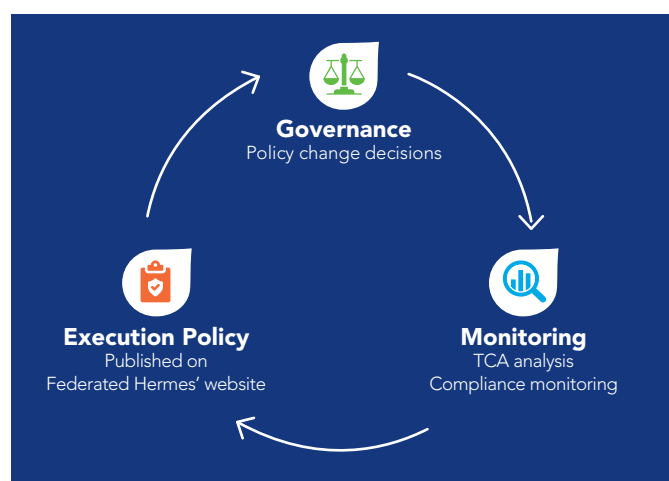 Governance
Policy change decisions
Execution Policy
Published on
Federated Hermes’ website
Monitoring
TCA analysis
Compliance monitoring